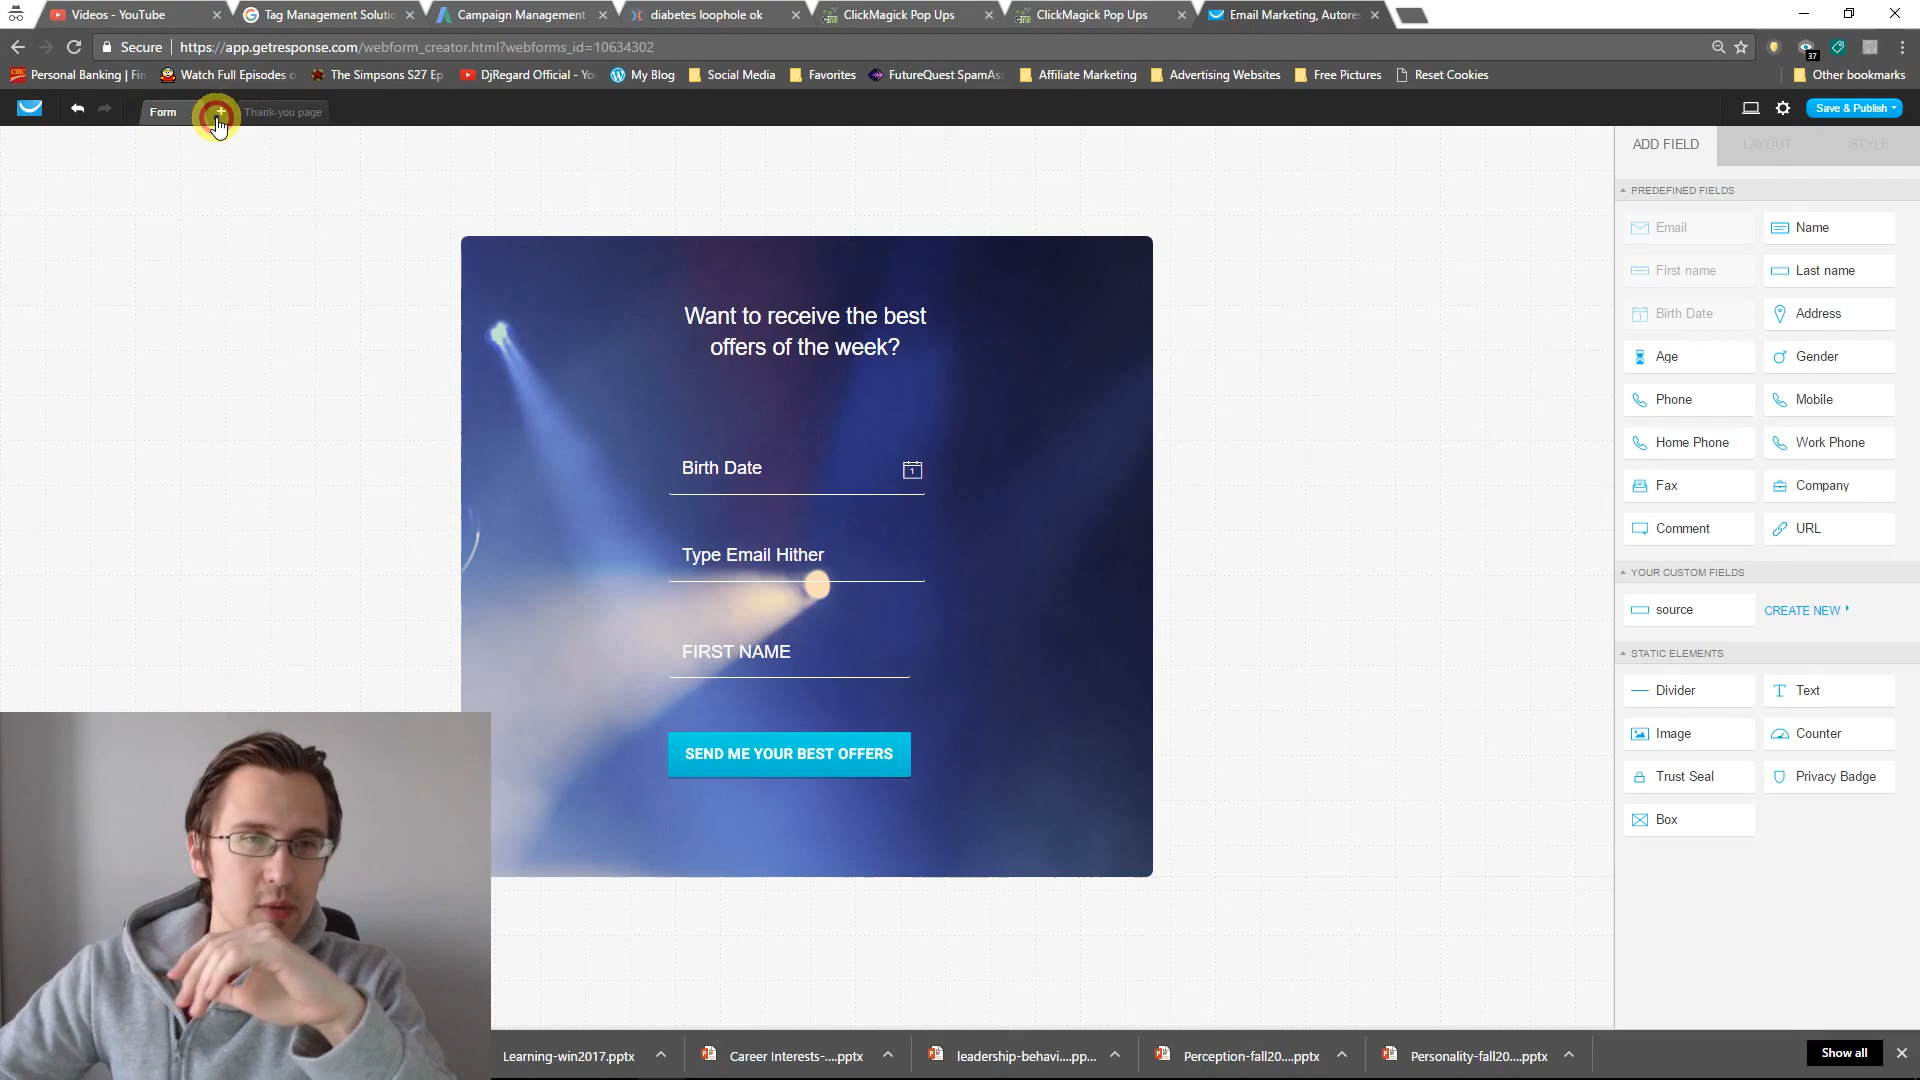 Videos - YouTube
Tag Management Solutio
Campaign Management
diabetes loophole ok
ClickMagick Pop Ups
ClickMagick Pop Ups
Email Marketing, Autores
Secure
https://app.getresponse.com/webform_creator.html?webforms_id=10634302
37
Personal Banking | Fin
Watch Full Episodes o
The Simpsons S27 Ep
DjRegard Official - Yo
My Blog
Social Media
Favorites
FutureQuest SpamAss
Affiliate Marketing
Advertising Websites
Free Pictures
Reset Cookies
Other bookmarks
Form
Thank-you page
Save & Publish
ADD FIELD
LAYOUT
STYLE
PREDEFINED FIELDS
Email
Name
First name
Last name
Birth Date
Address
Age
Gender
Phone
Mobile
Home Phone
Work Phone
Fax
Company
Comment
URL
YOUR CUSTOM FIELDS
source
CREATE NEW
STATIC ELEMENTS
Divider
Text
Image
Counter
Trust Seal
Privacy Badge
Box
Want to receive the best
offers of the week?
Birth Date
1
Type Email Hither
FIRST NAME
SEND ME YOUR BEST OFFERS
Learning-win2017.pptx
Career Interests-....pptx
leadership-behavi....pp...
Perception-fall20....pptx
Personality-fall20....pptx
Show all